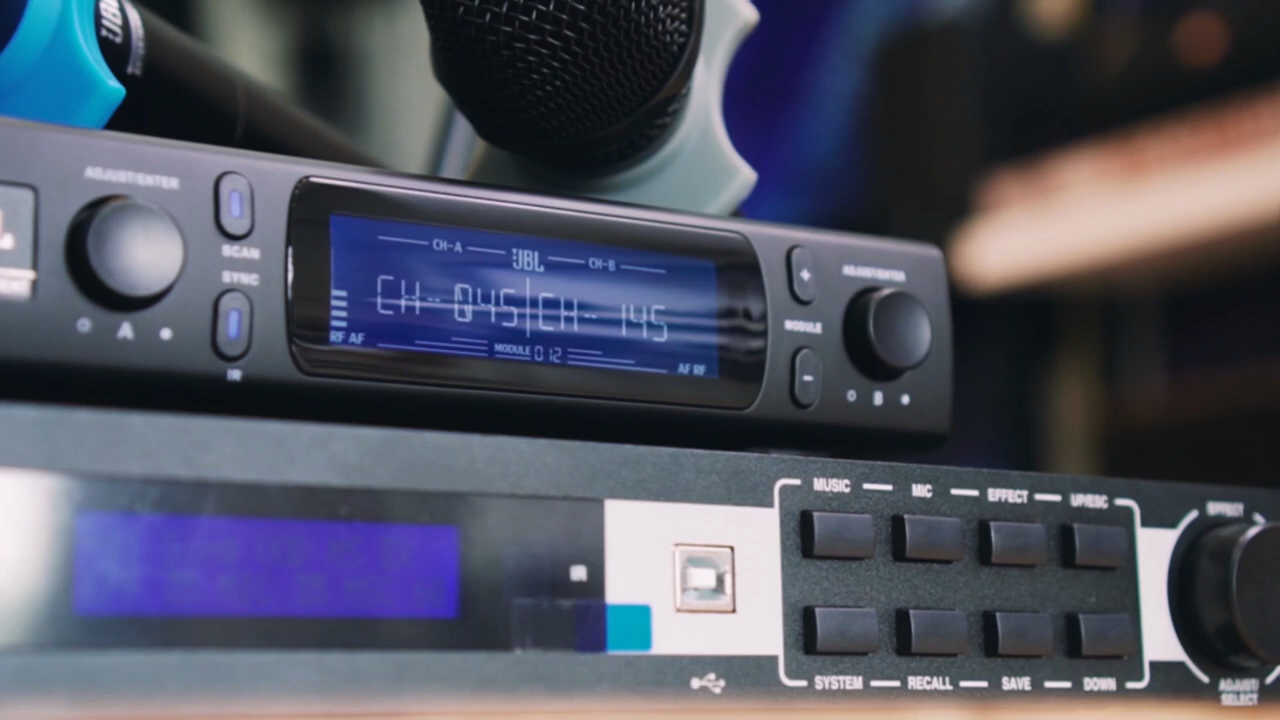 JBL
ADJUST/ENTER
SCAN
SYNC
A
IR
CH-A JBL CH-B
CH-045 CH-145
RF AF MODULE 012 AF RF
+
MODULE
-
ADJUST/ENTER
B
MUSIC MIC EFFECT UP/ESC
SYSTEM RECALL SAVE DOWN
EFFECT
ADJUST/
SELECT